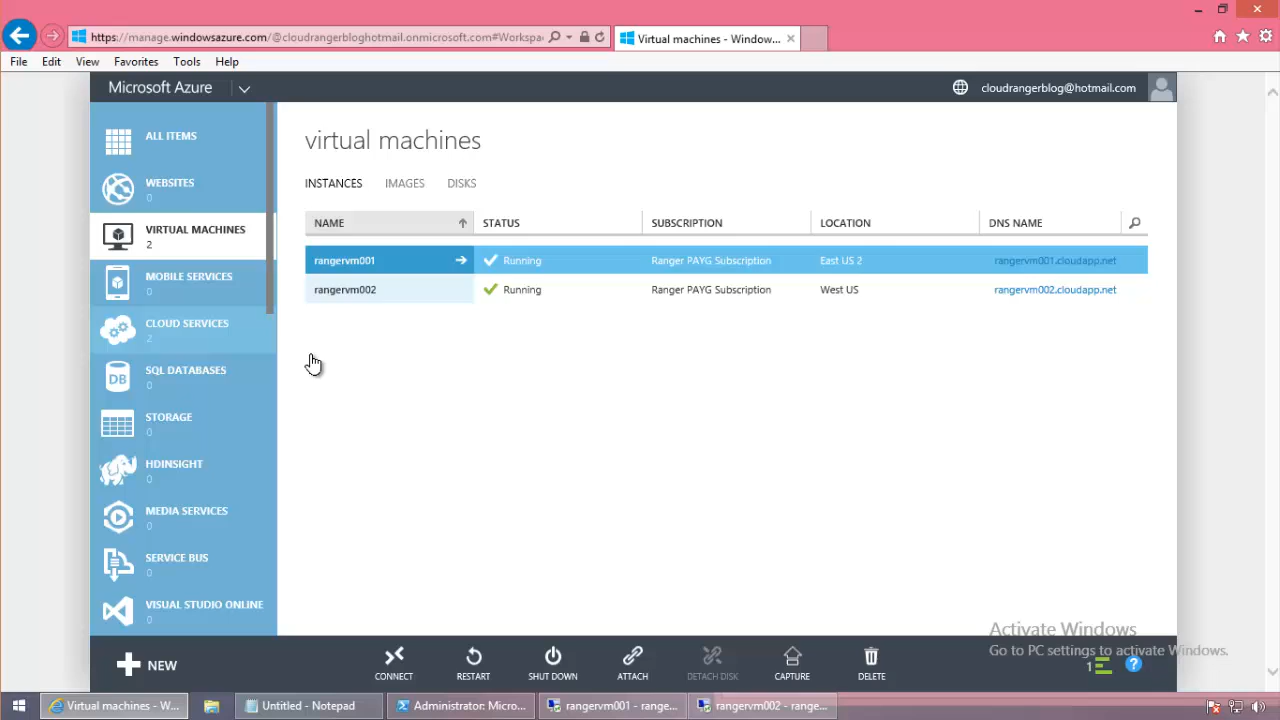 https://manage.windowsazure.com/@cloudrangerbloghotmail.onmicrosoft.com#Workspa
Virtual machines - Window...
File Edit View Favorites Tools Help
Microsoft Azure
cloudrangerblog@hotmail.com
ALL ITEMS
WEBSITES
0
VIRTUAL MACHINES
2
MOBILE SERVICES
0
CLOUD SERVICES
2
SQL DATABASES
0
DB
STORAGE
0
HDINSIGHT
0
MEDIA SERVICES
0
SERVICE BUS
0
VISUAL STUDIO ONLINE
0
virtual machines
INSTANCES IMAGES DISKS
NAME STATUS SUBSCRIPTION LOCATION DNS NAME
rangervm001 Running Ranger PAYG Subscription East US 2 rangervm001.cloudapp.net
rangervm002 Running Ranger PAYG Subscription West US rangervm002.cloudapp.net
Activate Windows
Go to PC settings to activate Windows.
NEW
CONNECT RESTART SHUT DOWN ATTACH DETACH DISK CAPTURE DELETE
1 ?
Virtual machines - W... Untitled - Notepad Administrator: Micro... rangervm001 - range... rangervm002 - range...